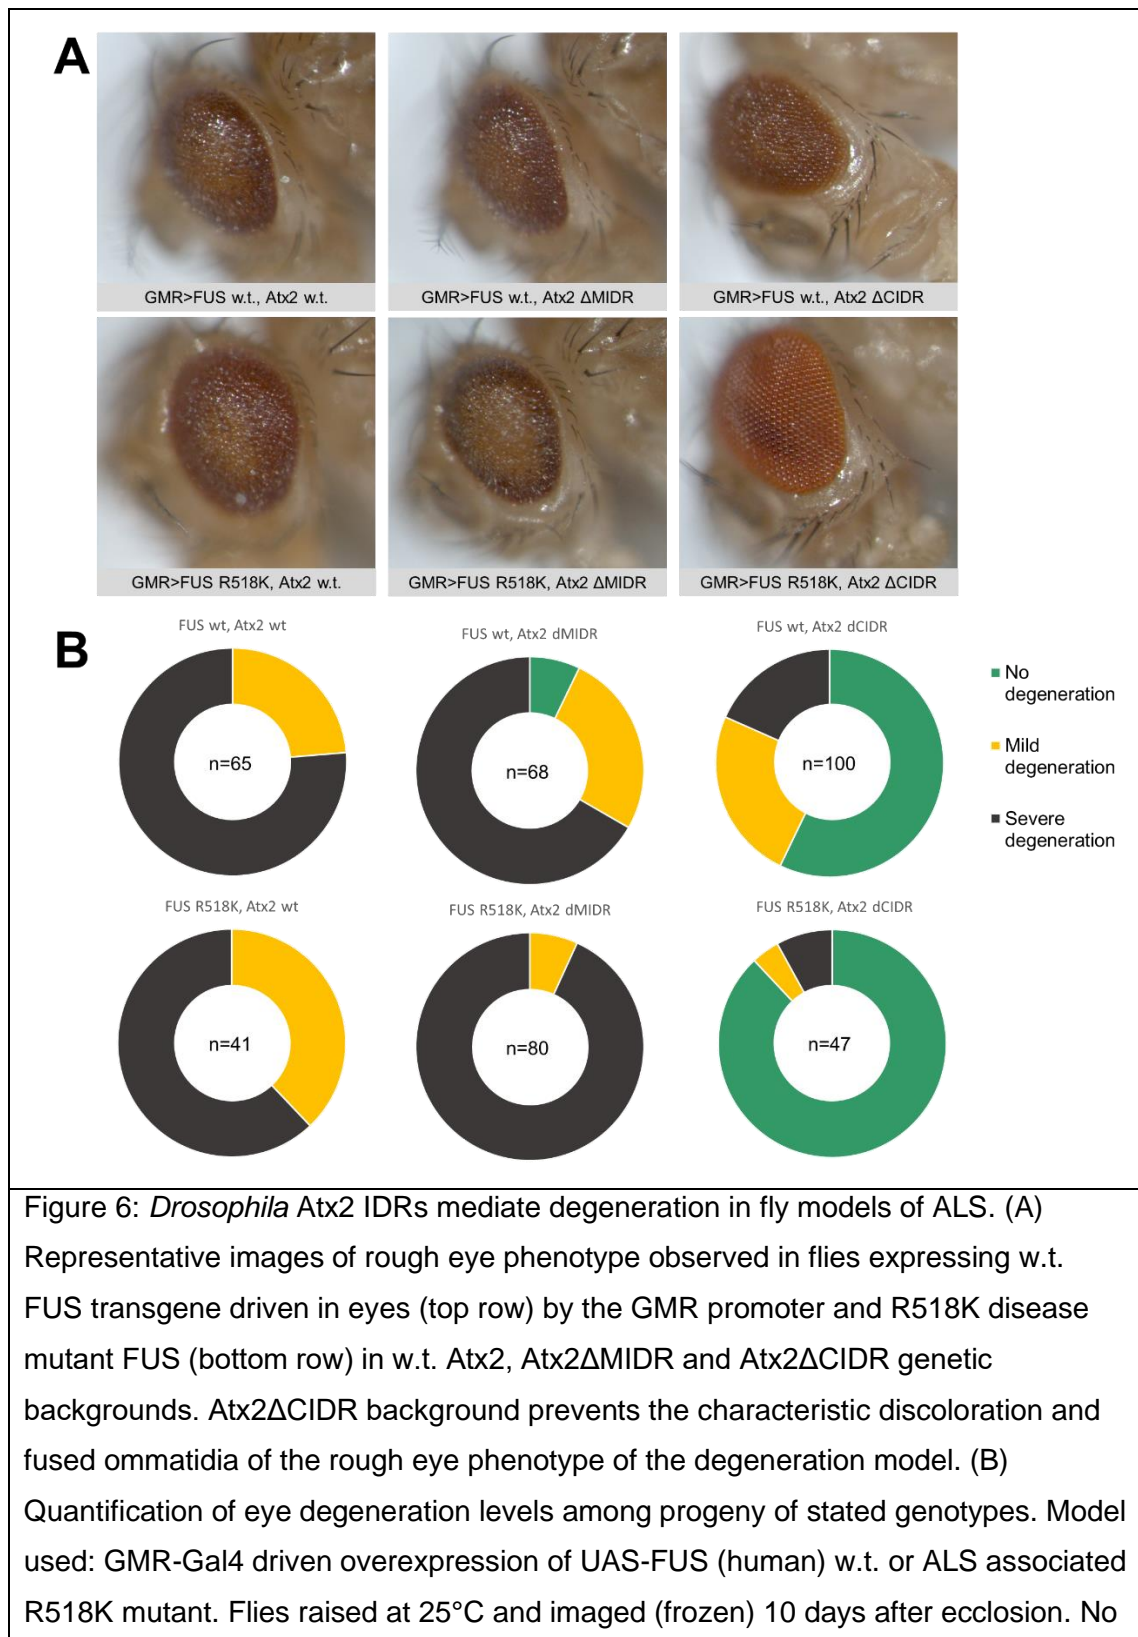 A
GMR>FUS w.t., Atx2 w.t.
GMR>FUS w.t., Atx2 ΔMIDR
GMR>FUS w.t., Atx2 ΔCIDR
GMR>FUS R518K, Atx2 w.t.
GMR>FUS R518K, Atx2 ΔMIDR
GMR>FUS R518K, Atx2 ΔCIDR
B
FUS wt, Atx2 wt
FUS wt, Atx2 dMIDR
FUS wt, Atx2 dCIDR
n=65
n=68
n=100
No
degeneration
Mild
degeneration
Severe
degeneration
FUS R518K, Atx2 wt
FUS R518K, Atx2 dMIDR
FUS R518K, Atx2 dCIDR
n=41
n=80
n=47
Figure 6: Drosophila Atx2 IDRs mediate degeneration in fly models of ALS. (A)
Representative images of rough eye phenotype observed in flies expressing w.t.
FUS transgene driven in eyes (top row) by the GMR promoter and R518K disease
mutant FUS (bottom row) in w.t. Atx2, Atx2ΔMIDR and Atx2ΔCIDR genetic
backgrounds. Atx2ΔCIDR background prevents the characteristic discoloration and
fused ommatidia of the rough eye phenotype of the degeneration model. (B)
Quantification of eye degeneration levels among progeny of stated genotypes. Model
used: GMR-Gal4 driven overexpression of UAS-FUS (human) w.t. or ALS associated
R518K mutant. Flies raised at 25°C and imaged (frozen) 10 days after ecclosion. No